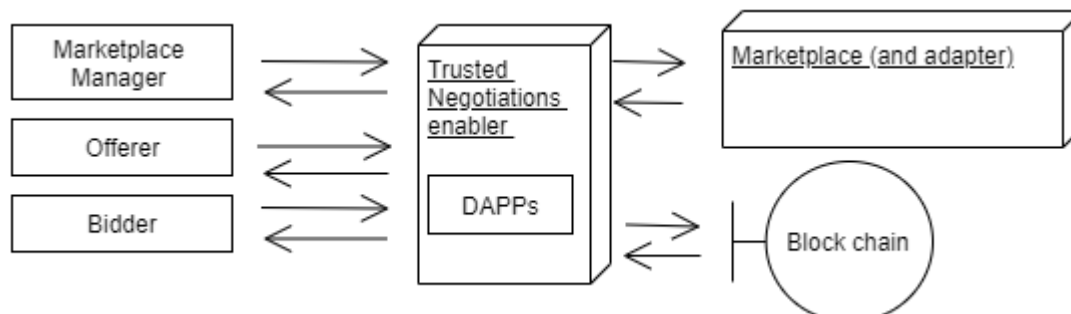 Marketplace
Manager
Offerer
Bidder
Trusted
Negotiations
enabler
DAPPs
Marketplace (and adapter)
Block chain